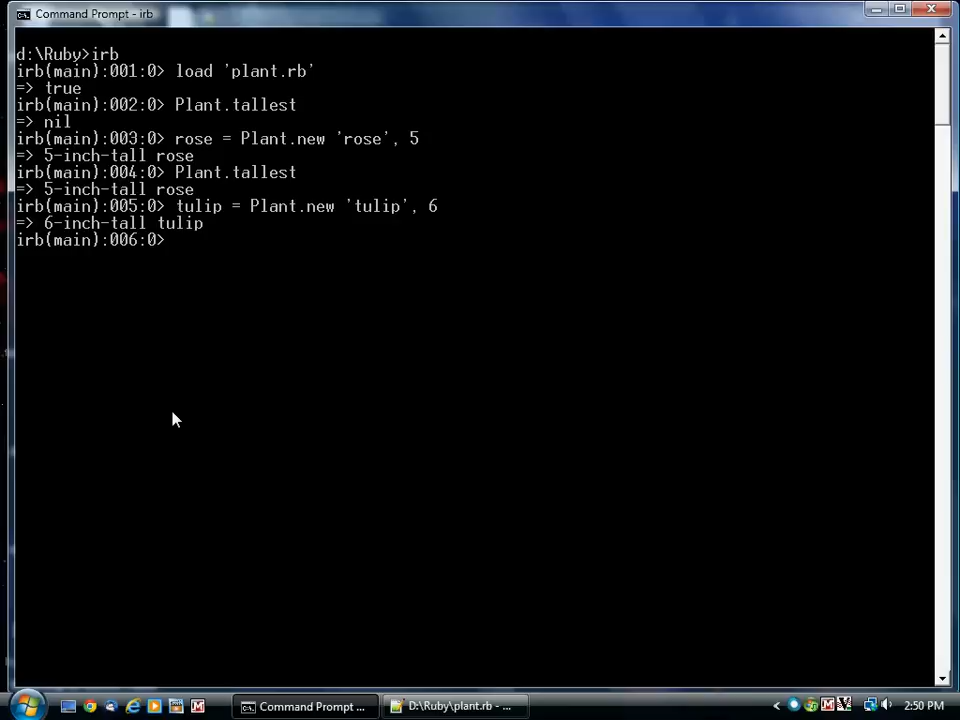 Command Prompt - irb
d:\Ruby>irb
irb(main):001:0> load 'plant.rb'
=> true
irb(main):002:0> Plant.tallest
=> nil
irb(main):003:0> rose = Plant.new 'rose', 5
=> 5-inch-tall rose
irb(main):004:0> Plant.tallest
=> 5-inch-tall rose
irb(main):005:0> tulip = Plant.new 'tulip', 6
=> 6-inch-tall tulip
irb(main):006:0>
Command Prompt ...
D:\Ruby\plant.rb - ...
2:50 PM